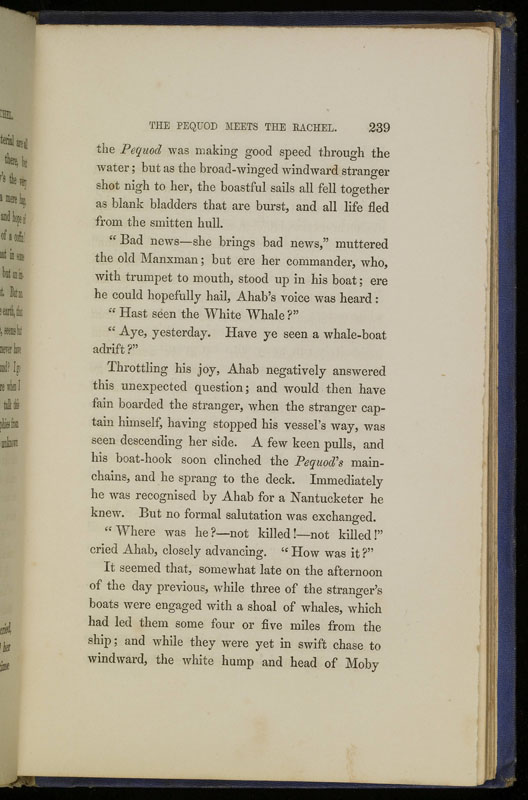 THE PEQUOD MEETS THE RACHEL. 239
the Pequod was making good speed through the
water; but as the broad-winged windward stranger
shot nigh to her, the boastful sails all fell together
as blank bladders that are burst, and all life fled
from the smitten hull.
“ Bad news—she brings bad news,” muttered
the old Manxman; but ere her commander, who,
with trumpet to mouth, stood up in his boat; ere
he could hopefully hail, Ahab’s voice was heard:
“ Hast seen the White Whale?”
“ Aye, yesterday. Have ye seen a whale-boat
adrift?”
Throttling his joy, Ahab negatively answered
this unexpected question; and would then have
fain boarded the stranger, when the stranger cap-
tain himself, having stopped his vessel’s way, was
seen descending her side. A few keen pulls, and
his boat-hook soon clinched the Pequod’s main-
chains, and he sprang to the deck. Immediately
he was recognised by Ahab for a Nantucketer he
knew. But no formal salutation was exchanged.
“ Where was he?—not killed!—not killed!”
cried Ahab, closely advancing. “ How was it?”
It seemed that, somewhat late on the afternoon
of the day previous, while three of the stranger’s
boats were engaged with a shoal of whales, which
had led them some four or five miles from the
ship; and while they were yet in swift chase to
windward, the white hump and head of Moby